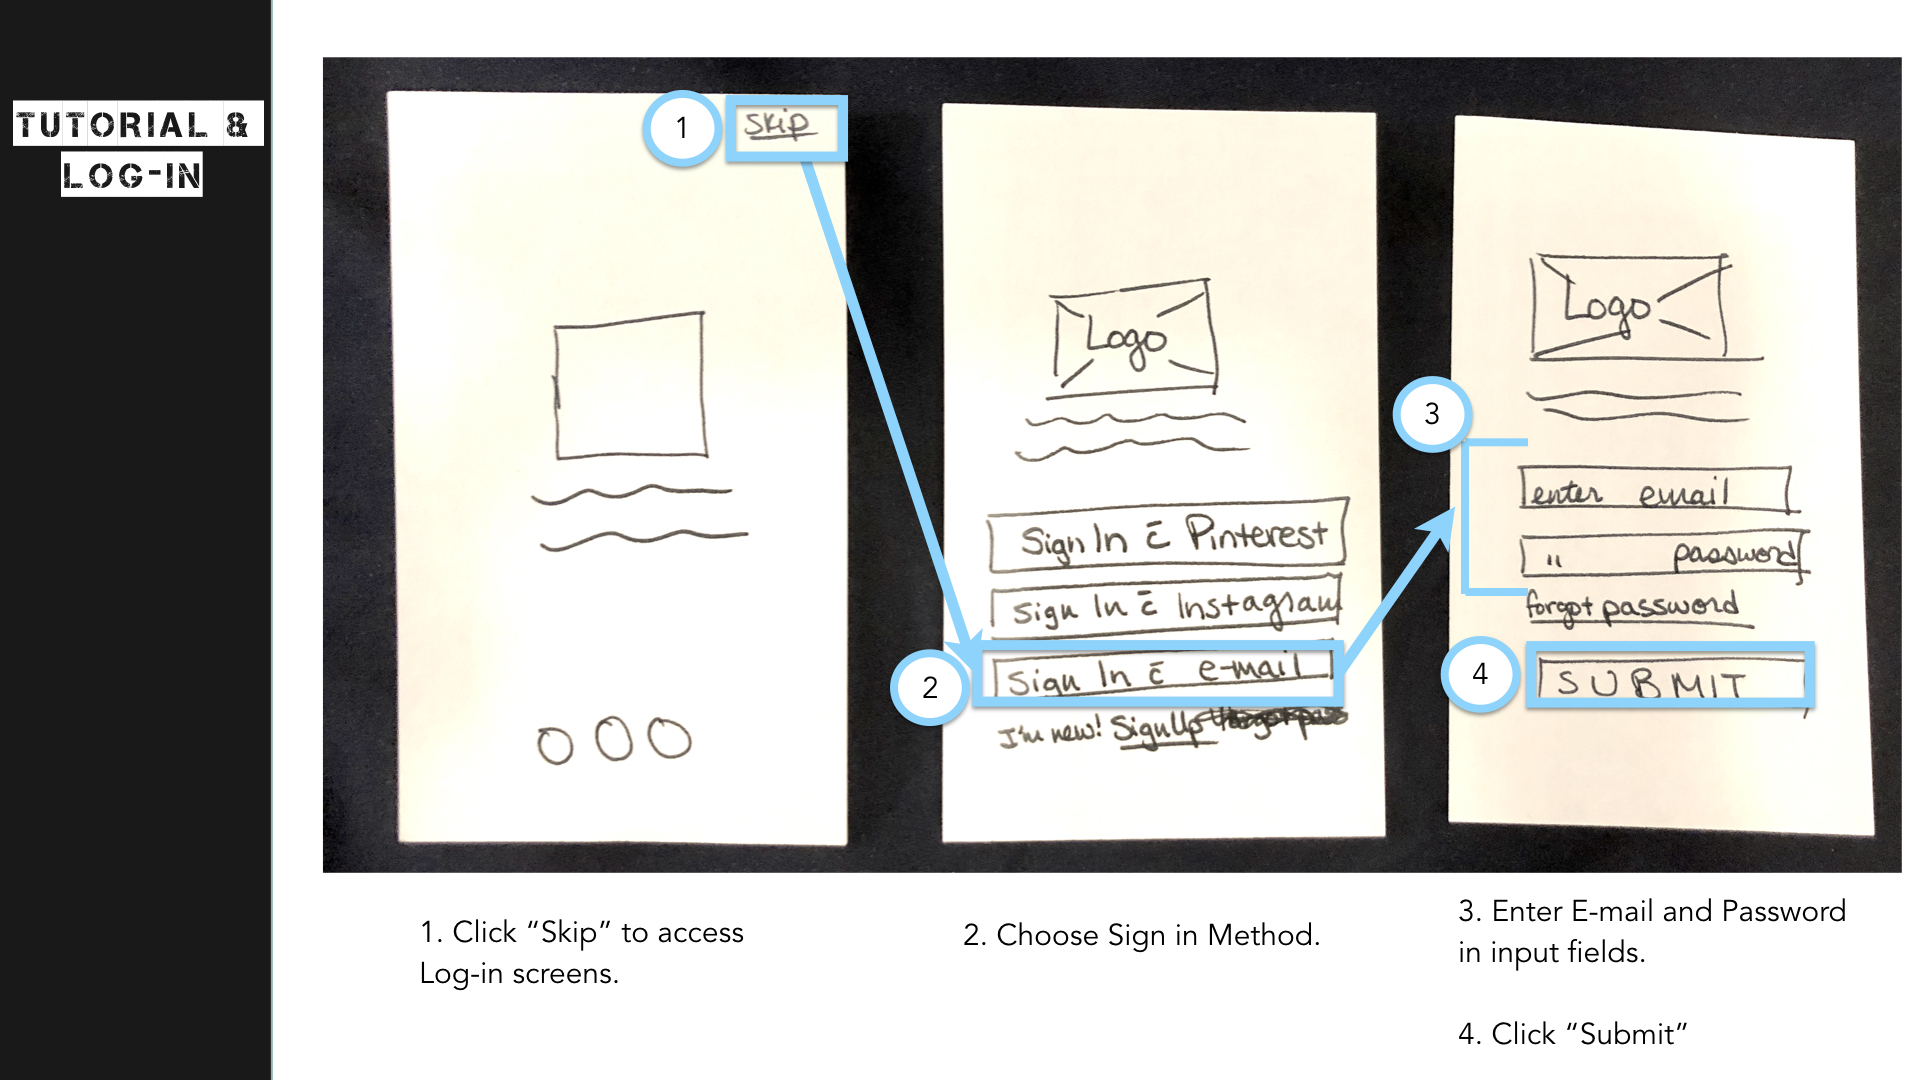 TUTORIAL &
LOG-IN
1
Skip
Logo
Sign In c̄ Pinterest
Sign In c̄ Instagram
2
Sign In c̄ e-mail
I'm new! Sign Up
Logo
3
enter email
" password
forgot password
4
SUBMIT
1. Click “Skip” to access
Log-in screens.
2. Choose Sign in Method.
3. Enter E-mail and Password
in input fields.
4. Click “Submit”